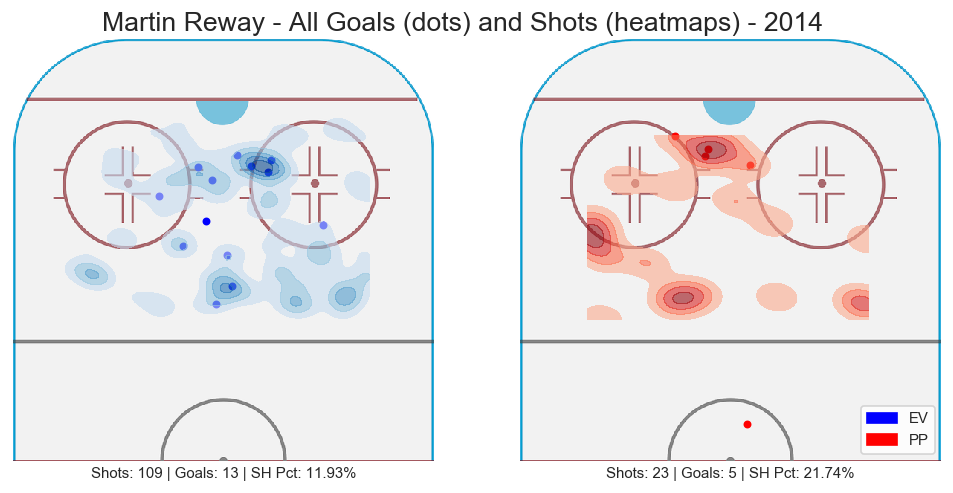 Martin Reway - All Goals (dots) and Shots (heatmaps) - 2014
EV
PP
Shots: 109 | Goals: 13 | SH Pct: 11.93%
Shots: 23 | Goals: 5 | SH Pct: 21.74%